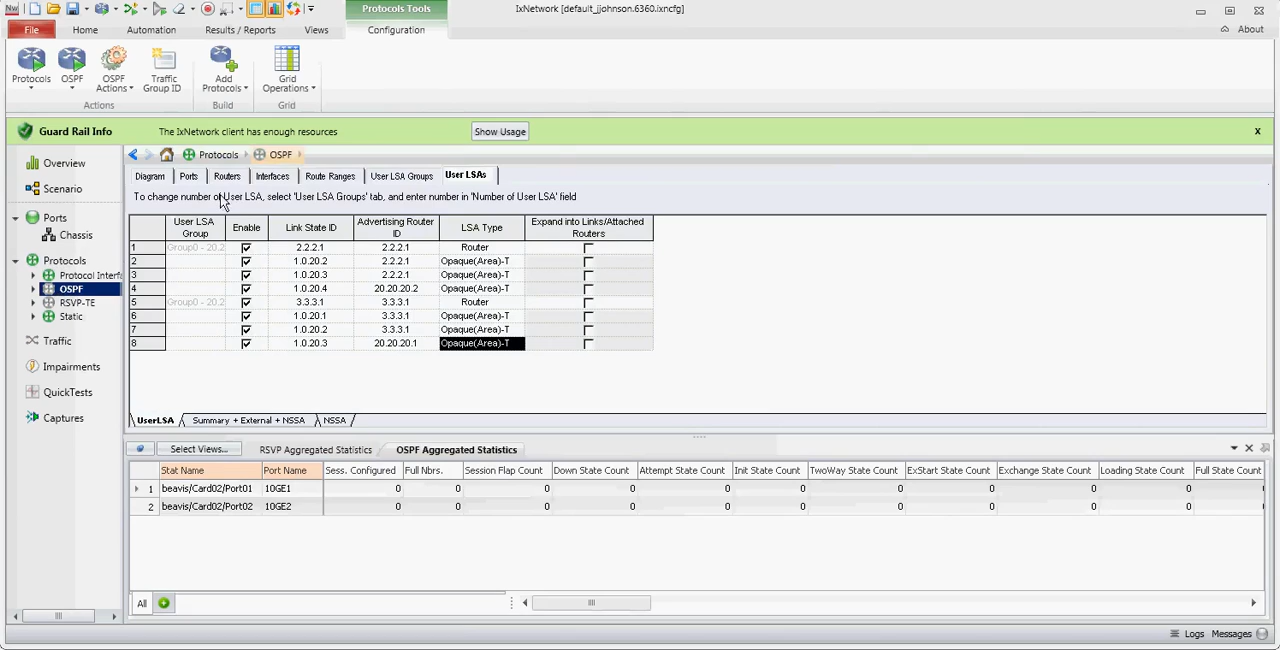 Protocols Tools
IxNetwork [default_jjohnson.6360.ixncfg]
File Home Automation Results / Reports Views Configuration About
Protocols OSPF OSPF Actions Traffic Group ID Add Protocols Grid Operations
Actions Build Grid
Guard Rail Info The IxNetwork client has enough resources Show Usage X
Overview
Scenario
Ports
Chassis
Protocols
Protocol Interfa
OSPF
RSVP-TE
Static
Traffic
Impairments
QuickTests
Captures
Protocols OSPF
Diagram Ports Routers Interfaces Route Ranges User LSA Groups User LSAs
To change number of User LSA, select 'User LSA Groups' tab, and enter number in 'Number of User LSA' field
User LSA Group Enable Link State ID Advertising Router ID LSA Type Expand into Links/Attached Routers
1 Group0 - 20.2 2.2.2.1 2.2.2.1 Router
2 1.0.20.2 2.2.2.1 Opaque(Area)-T
3 1.0.20.3 2.2.2.1 Opaque(Area)-T
4 1.0.20.4 20.20.20.2 Opaque(Area)-T
5 Group0 - 20.2 3.3.3.1 3.3.3.1 Router
6 1.0.20.1 3.3.3.1 Opaque(Area)-T
7 1.0.20.2 3.3.3.1 Opaque(Area)-T
8 1.0.20.3 20.20.20.1 Opaque(Area)-T
UserLSA Summary + External + NSSA NSSA
Select Views... RSVP Aggregated Statistics OSPF Aggregated Statistics
Stat Name Port Name Sess. Configured Full Nbrs. Session Flap Count Down State Count Attempt State Count Init State Count TwoWay State Count ExStart State Count Exchange State Count Loading State Count Full State Count
1 beavis/Card02/Port01 10GE1 0 0 0 0 0 0 0 0 0 0
2 beavis/Card02/Port02 10GE2 0 0 0 0 0 0 0 0 0 0
All
Logs Messages